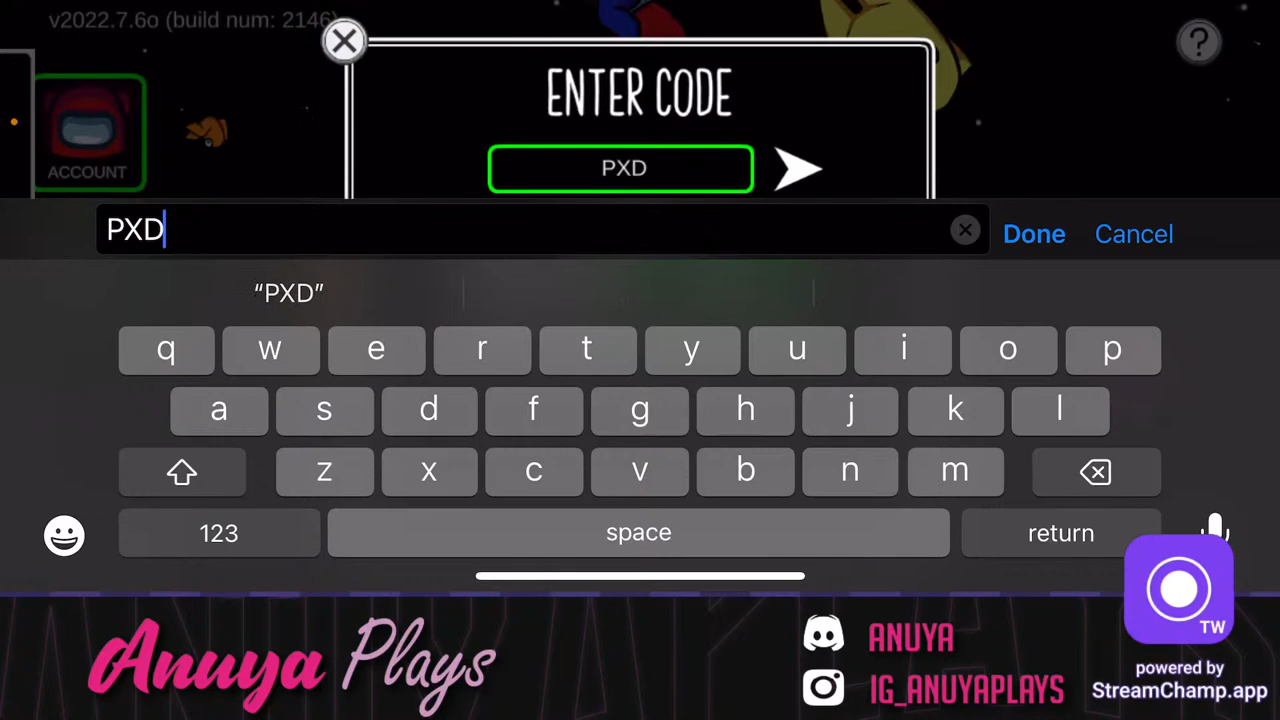 v2022.7.6o (build num: 2146)
?
ENTER CODE
ACCOUNT
PXD
PXD
Done
Cancel
“PXD”
q w e r t y u i o p
a s d f g h j k l
z x c v b n m
123
space
return
TW
Anuya Plays
ANUYA
IG_ANUYAPLAYS
powered by
StreamChamp.app